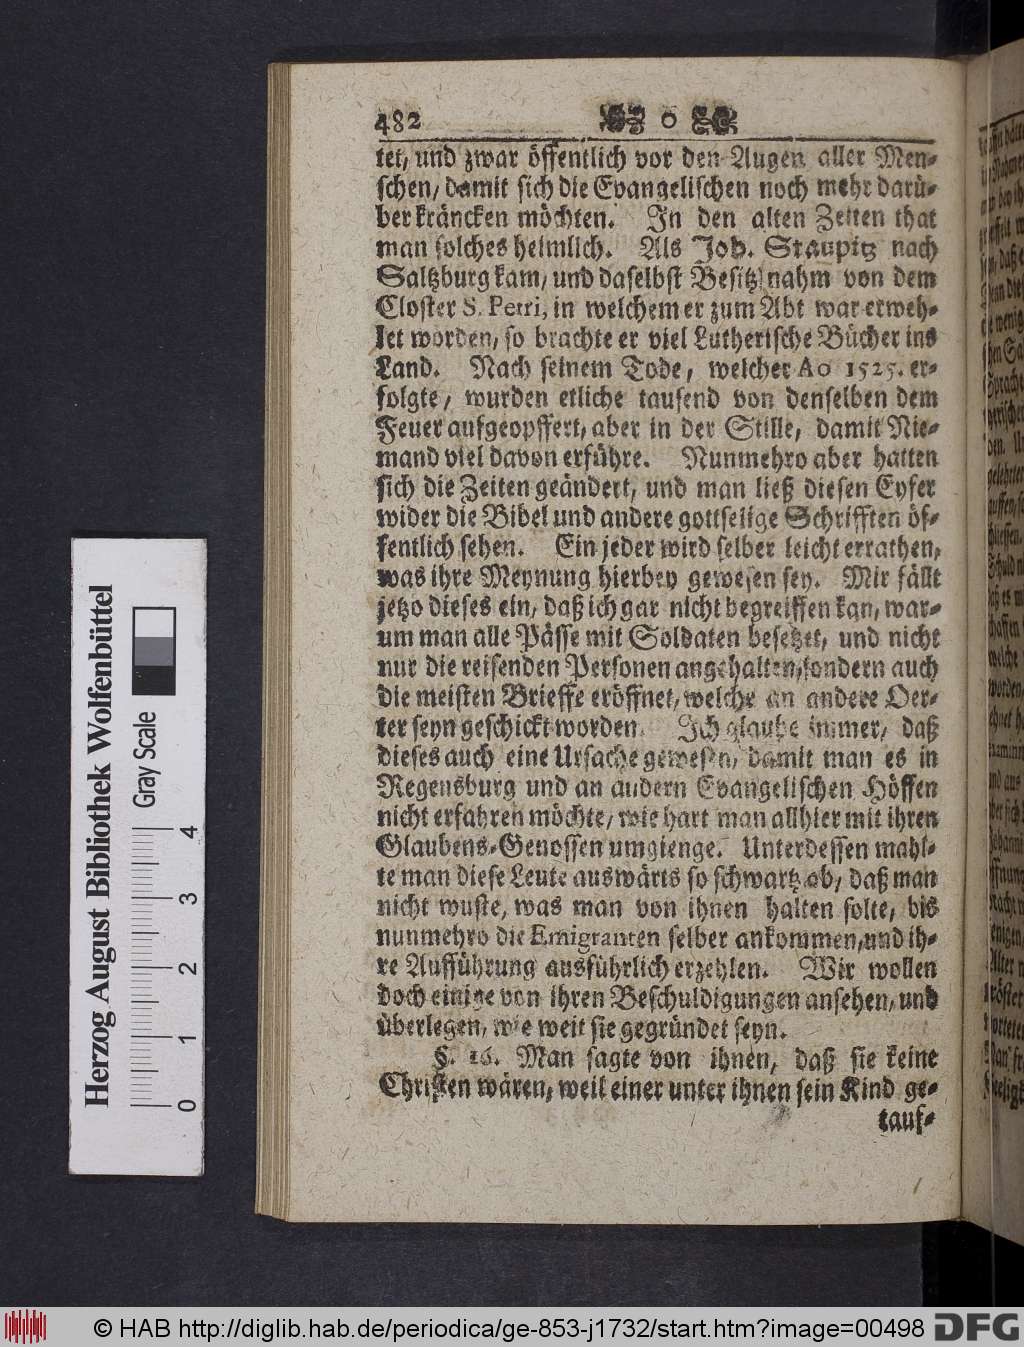 482 0
tet, und zwar öffentlich vor den Augen aller Men-
schen, damit sich die Evangelischen noch mehr darü-
ber kräncken möchten. In den alten Zeiten that
man solches heimlich. Als Joh. Staupitz nach
Saltzburg kam, und daselbst Besitz nahm von dem
Closter S. Petri, in welchem er zum Abt war erweh-
let worden, so brachte er viel Lutherische Bücher ins
Land. Nach seinem Tode, welcher Ao 1525. er-
folgte, wurden etliche tausend von denselben dem
Feuer aufgeopffert, aber in der Stille, damit Nie-
mand viel davon erführe. Nunmehro aber hatten
sich die Zeiten geändert, und man ließ diesen Eyfer
wider die Bibel und andere gottselige Schrifften öf-
fentlich sehen. Ein jeder wird selber leicht errathen,
was ihre Meynung hierbey gewesen sey. Mir fällt
jetzo dieses ein, daß ich gar nicht begreiffen kan, war-
um man alle Pässe mit Soldaten besetzet, und nicht
nur die reisenden Personen angehalten, sondern auch
die meisten Brieffe eröffnet, welche an andere Oer-
ter seyn geschickt worden. Ich glaube immer, daß
dieses auch eine Ursache gewesen, damit man es in
Regensburg und an andern Evangelischen Höffen
nicht erfahren möchte, wie hart man allhier mit ihren
Glaubens-Genossen umgienge. Unterdessen mahl-
te man diese Leute auswärts so schwartz ab, daß man
nicht wuste, was man von ihnen halten solte, bis
nunmehro die Emigranten selber ankommen, und ih-
re Aufführung ausführlich erzehlen. Wir wollen
doch einige von ihren Beschuldigungen ansehen, und
überlegen, wie weit sie gegründet seyn.
§. 16. Man sagte von ihnen, daß sie keine
Christen wären, weil einer unter ihnen sein Kind ge-
tauf-
Herzog August Bibliothek Wolfenbüttel
Gray Scale
0 1 2 3 4
© HAB http://diglib.hab.de/periodica/ge-853-j1732/start.htm?image=00498 DFG